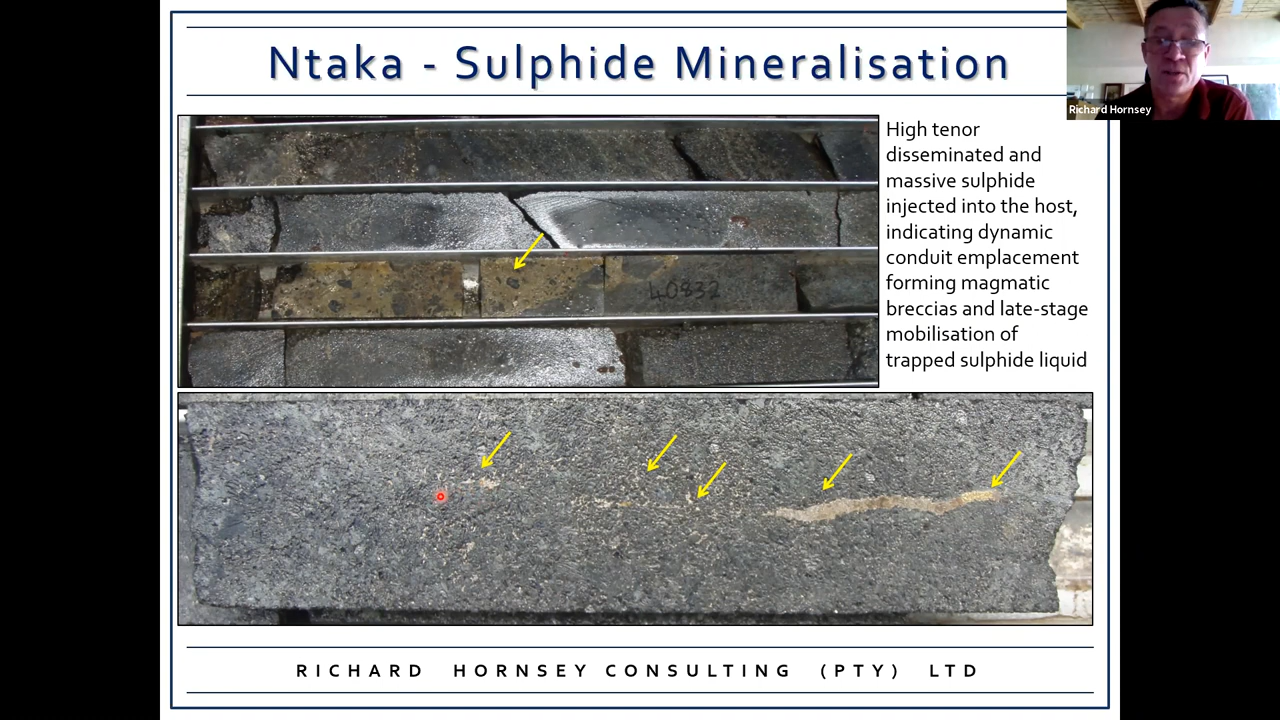 Ntaka - Sulphide Mineralisation
Richard Hornsey
High tenor
disseminated and
massive sulphide
injected into the host,
indicating dynamic
conduit emplacement
forming magmatic
breccias and late-stage
mobilisation of
trapped sulphide liquid
40832
RICHARD HORNSEY CONSULTING (PTY) LTD